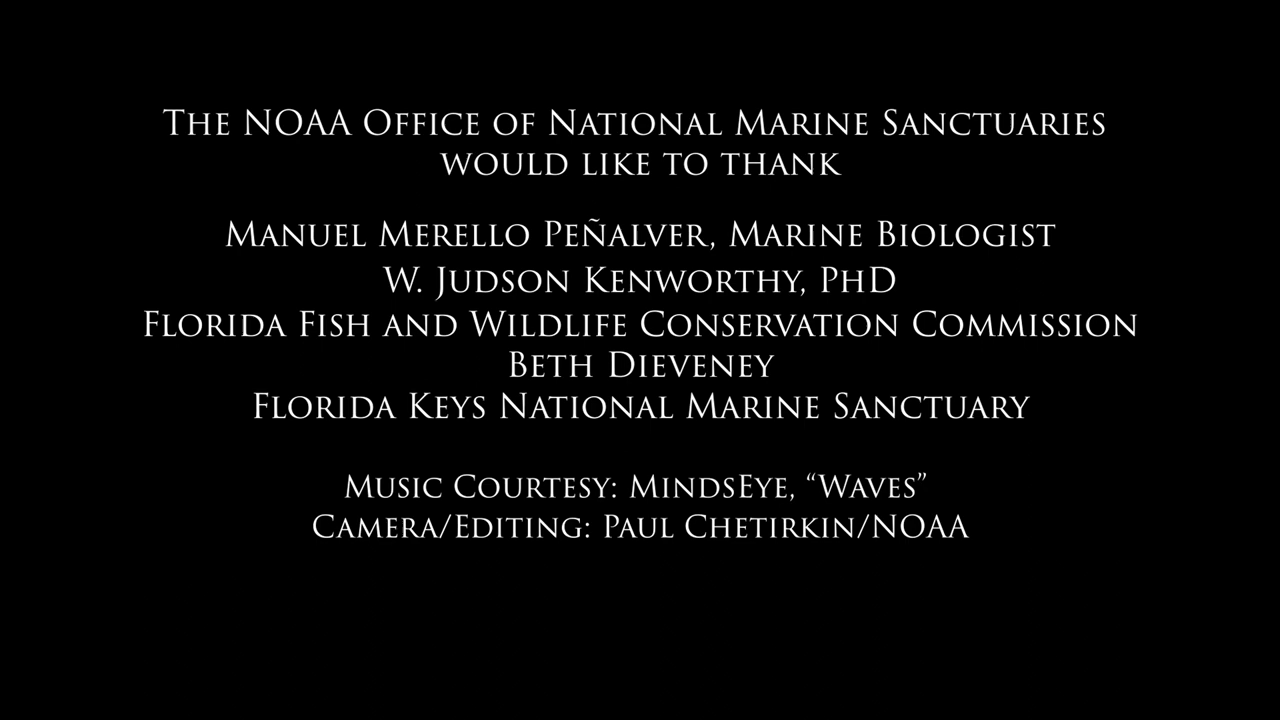 The NOAA Office of National Marine Sanctuaries
would like to thank
Manuel Merello Peñalver, Marine Biologist
W. Judson Kenworthy, PhD
Florida Fish and Wildlife Conservation Commission
Beth Dieveney
Florida Keys National Marine Sanctuary
Music Courtesy: MindsEye, “Waves”
Camera/Editing: Paul Chetirkin/NOAA